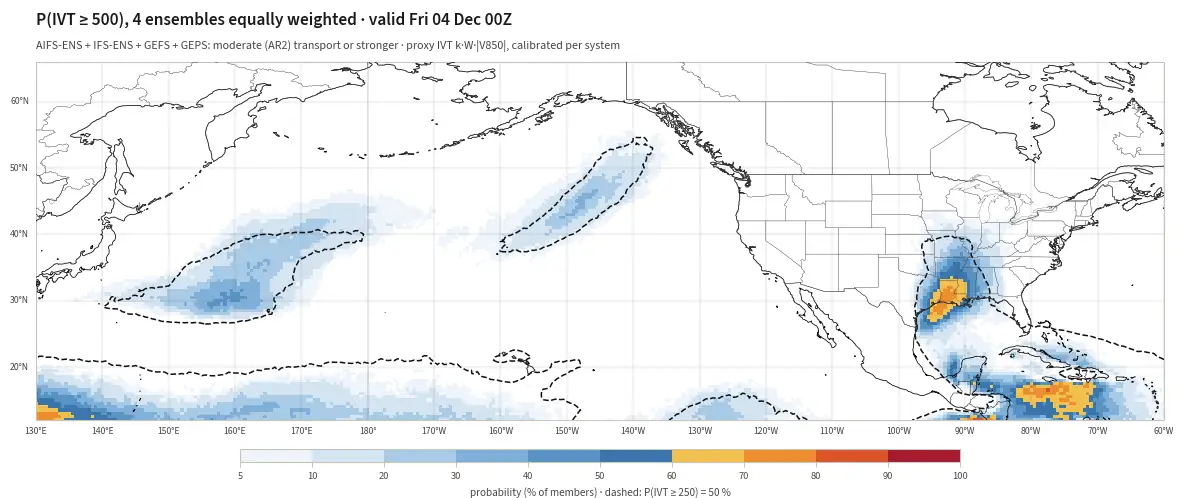 P(IVT ≥ 500), 4 ensembles equally weighted · valid Fri 04 Dec 00Z
AIFS-ENS + IFS-ENS + GEFS + GEPS: moderate (AR2) transport or stronger · proxy IVT k·W·|V850|, calibrated per system
60°N
50°N
40°N
30°N
20°N
130°E 140°E 150°E 160°E 170°E 180° 170°W 160°W 150°W 140°W 130°W 120°W 110°W 100°W 90°W 80°W 70°W 60°W
5 10 20 30 40 50 60 70 80 90 100
probability (% of members) · dashed: P(IVT ≥ 250) = 50 %